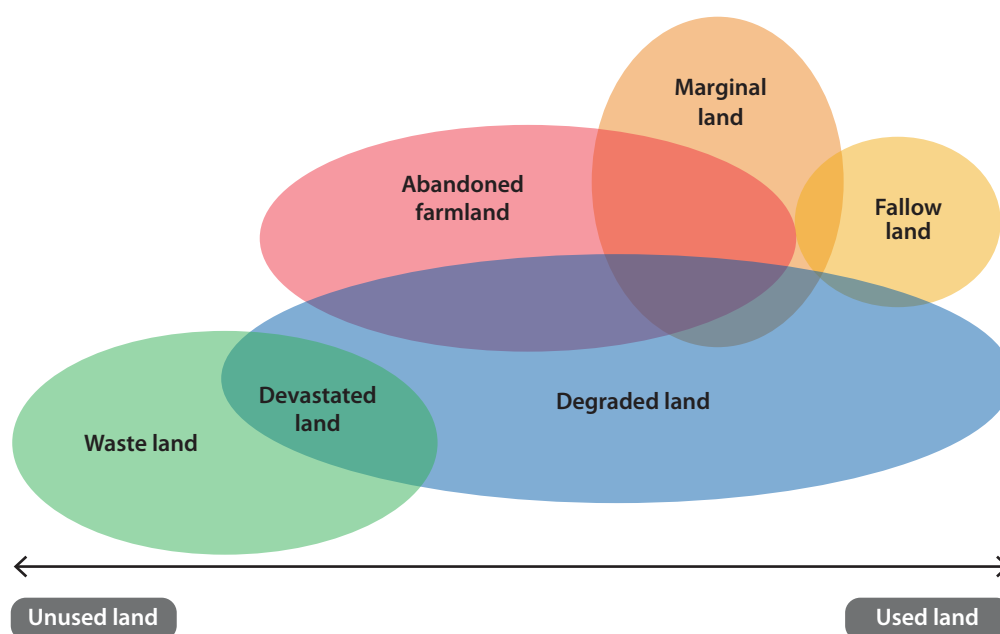 Marginal
land
Abandoned
farmland
Fallow
land
Devastated
land
Degraded land
Waste land
Unused land
Used land